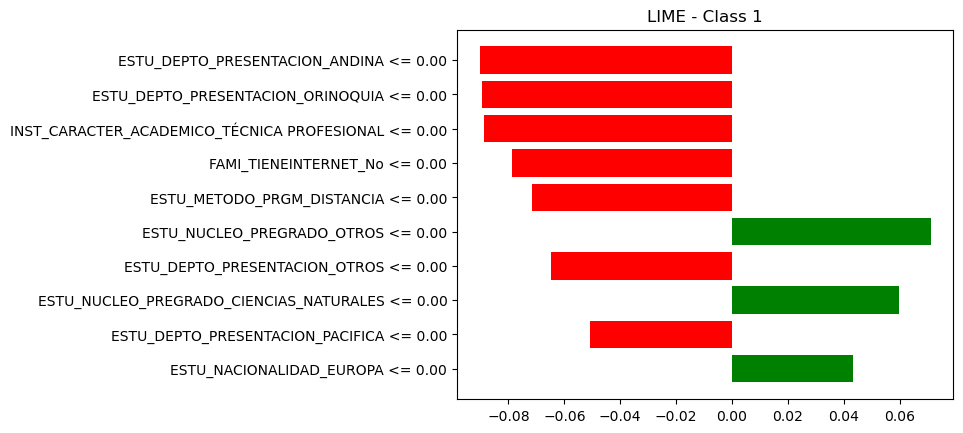 LIME - Class 1
ESTU_DEPTO_PRESENTACION_ANDINA <= 0.00
ESTU_DEPTO_PRESENTACION_ORINOQUIA <= 0.00
INST_CARACTER_ACADEMICO_TÉCNICA PROFESIONAL <= 0.00
FAMI_TIENEINTERNET_No <= 0.00
ESTU_METODO_PRGM_DISTANCIA <= 0.00
ESTU_NUCLEO_PREGRADO_OTROS <= 0.00
ESTU_DEPTO_PRESENTACION_OTROS <= 0.00
ESTU_NUCLEO_PREGRADO_CIENCIAS_NATURALES <= 0.00
ESTU_DEPTO_PRESENTACION_PACIFICA <= 0.00
ESTU_NACIONALIDAD_EUROPA <= 0.00
−0.08 −0.06 −0.04 −0.02 0.00 0.02 0.04 0.06